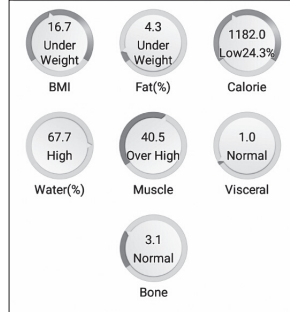 16.7
Under
Weight
BMI
4.3
Under
Weight
Fat(%)
1182.0
Low24.3%
Calorie
67.7
High
Water(%)
40.5
Over High
Muscle
1.0
Normal
Visceral
3.1
Normal
Bone